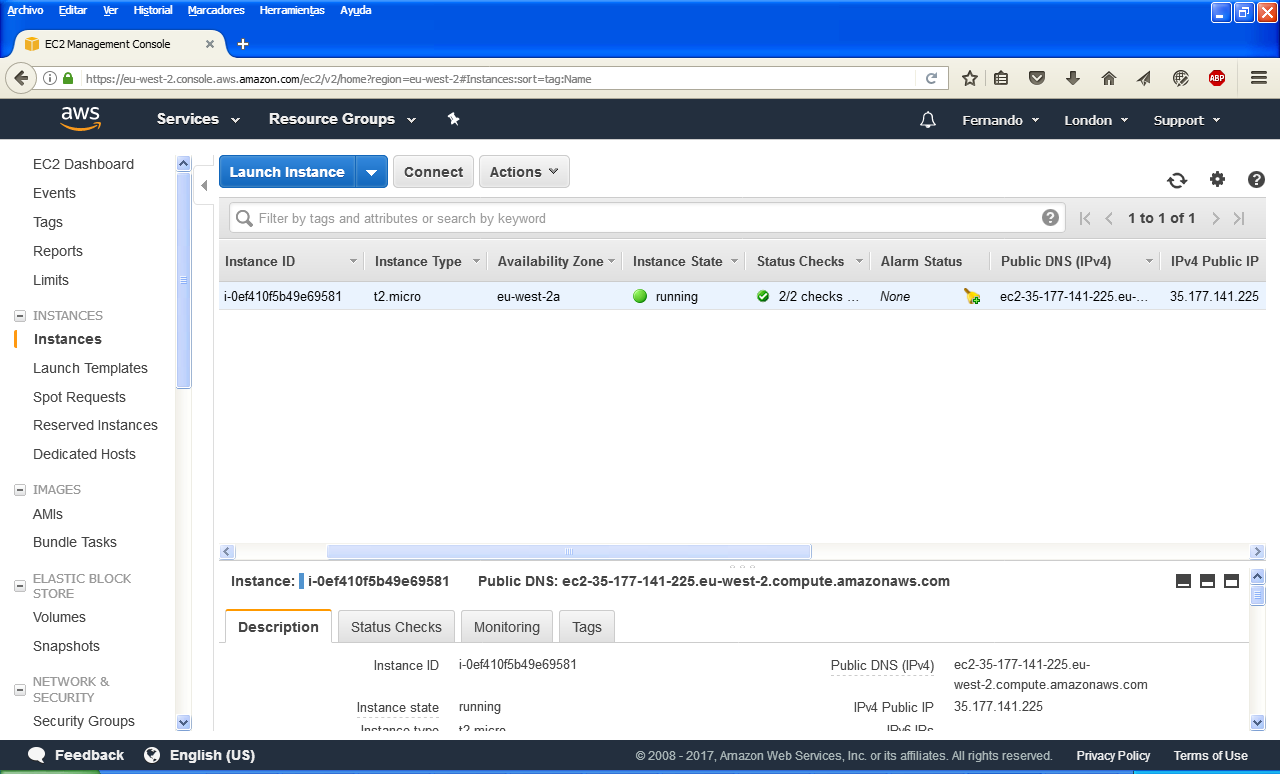 Archivo Editar Ver Historial Marcadores Herramientas Ayuda
EC2 Management Console
https://eu-west-2.console.aws.amazon.com/ec2/v2/home?region=eu-west-2#Instances:sort=tag:Name
ABP
aws Services Resource Groups Fernando London Support
EC2 Dashboard
Events
Tags
Reports
Limits
INSTANCES
Instances
Launch Templates
Spot Requests
Reserved Instances
Dedicated Hosts
IMAGES
AMIs
Bundle Tasks
ELASTIC BLOCK
STORE
Volumes
Snapshots
NETWORK &
SECURITY
Security Groups
Launch Instance Connect Actions
Filter by tags and attributes or search by keyword
1 to 1 of 1
Instance ID Instance Type Availability Zone Instance State Status Checks Alarm Status Public DNS (IPv4) IPv4 Public IP
i-0ef410f5b49e69581 t2.micro eu-west-2a running 2/2 checks ... None ec2-35-177-141-225.eu-... 35.177.141.225
Instance: i-0ef410f5b49e69581 Public DNS: ec2-35-177-141-225.eu-west-2.compute.amazonaws.com
Description Status Checks Monitoring Tags
Instance ID i-0ef410f5b49e69581 Public DNS (IPv4) ec2-35-177-141-225.eu-
west-2.compute.amazonaws.com
Instance state running IPv4 Public IP 35.177.141.225
Instance type t2.micro IPv6 IPs
Feedback English (US) © 2008 - 2017, Amazon Web Services, Inc. or its affiliates. All rights reserved. Privacy Policy Terms of Use